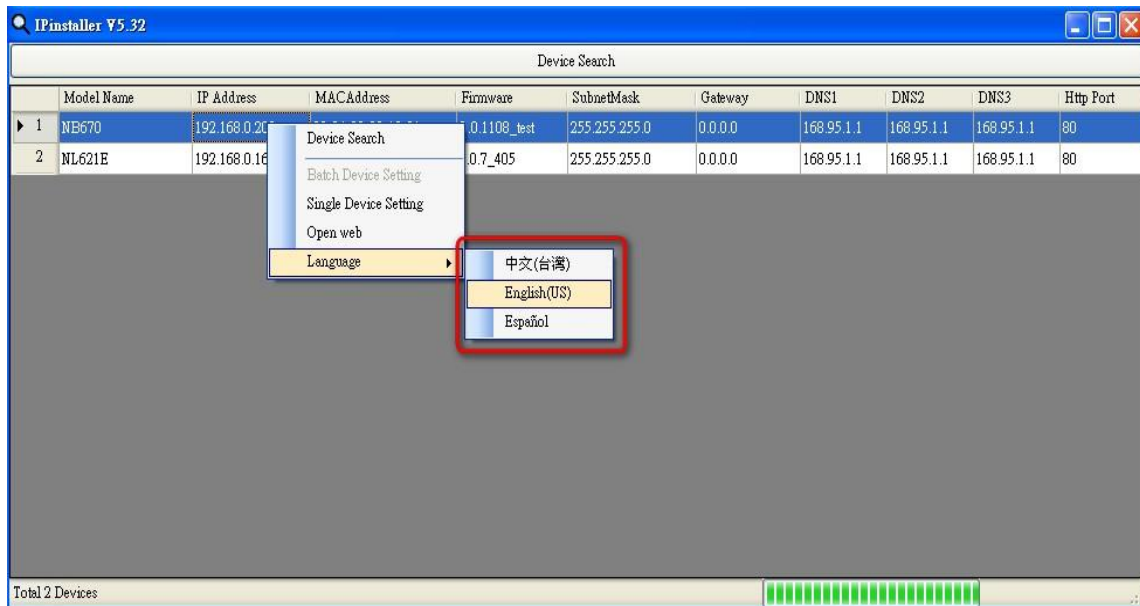 IPinstaller V5.32
Device Search
Model Name IP Address MACAddress Firmware SubnetMask Gateway DNS1 DNS2 DNS3 Http Port
1 NB670 192.168.0.20 .0.1108_test 255.255.255.0 0.0.0.0 168.95.1.1 168.95.1.1 168.95.1.1 80
2 NL621E 192.168.0.16 .0.7_405 255.255.255.0 0.0.0.0 168.95.1.1 168.95.1.1 168.95.1.1 80
Device Search
Batch Device Setting
Single Device Setting
Open web
Language
中文(台灣)
English(US)
Español
Total 2 Devices